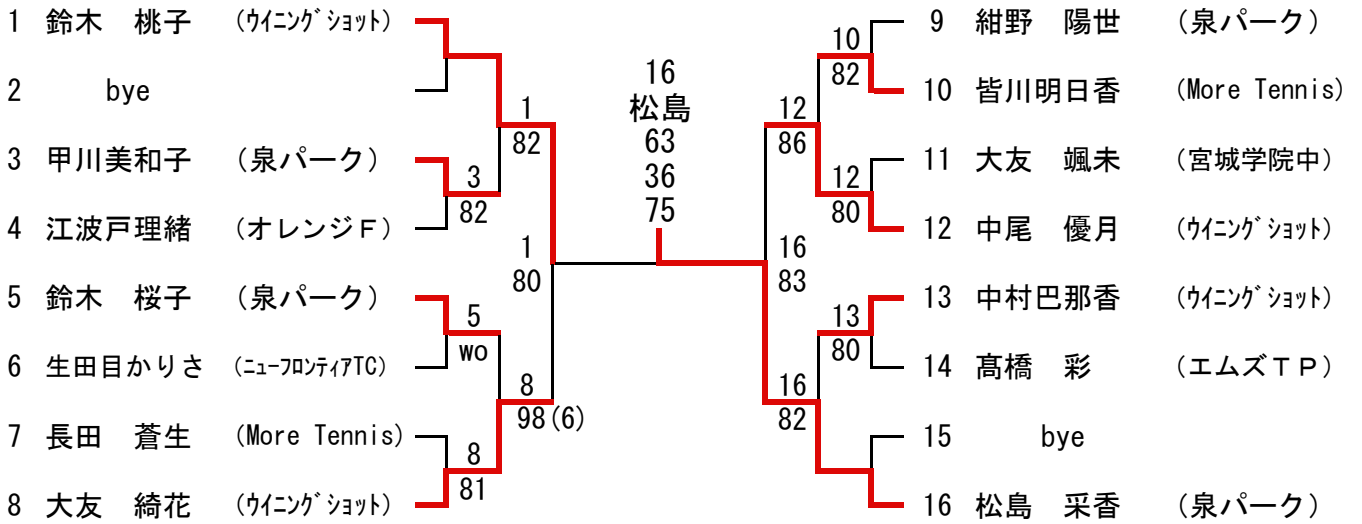 1 鈴木　桃子 (ｳｲﾆﾝｸﾞｼｮｯﾄ)
2 bye
1
82
3 甲川美和子 （泉パーク）
3
82
4 江波戸理緒 （オレンジＦ）
1
80
5 鈴木　桜子 （泉パーク）
5
wo
6 生田目かりさ (ﾆｭｰﾌﾛﾝﾃｨｱTC)
8
98(6)
7 長田　蒼生 (More Tennis)
8
81
8 大友　綺花 (ｳｲﾆﾝｸﾞｼｮｯﾄ)
16
松島
63
36
75
9 紺野　陽世 （泉パーク）
10
82
10 皆川明日香 (More Tennis)
12
86
11 大友　颯未 （宮城学院中）
12
80
12 中尾　優月 (ｳｲﾆﾝｸﾞｼｮｯﾄ)
16
83
13 中村巴那香 (ｳｲﾆﾝｸﾞｼｮｯﾄ)
13
80
14 髙橋　彩 （エムズＴＰ）
16
82
15 bye
16 松島　采香 （泉パーク）